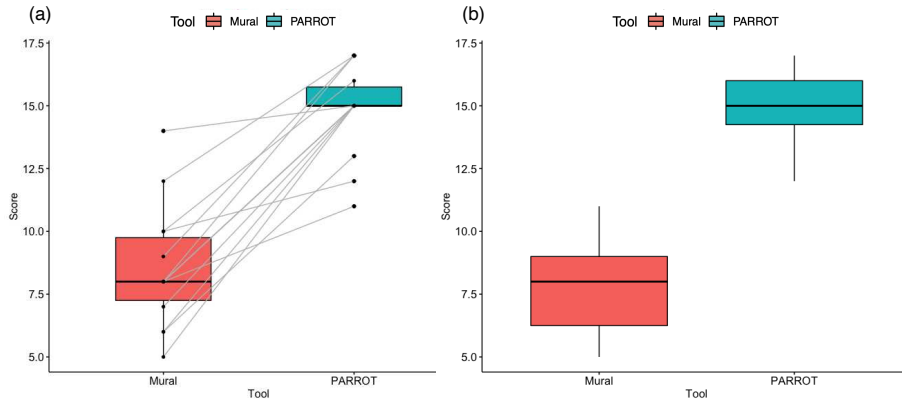 (a)
Tool Mural PARROT
17.5
15.0
12.5
10.0
7.5
5.0
Score
Mural PARROT
Tool
(b)
Tool Mural PARROT
17.5
15.0
12.5
10.0
7.5
5.0
Score
Mural PARROT
Tool